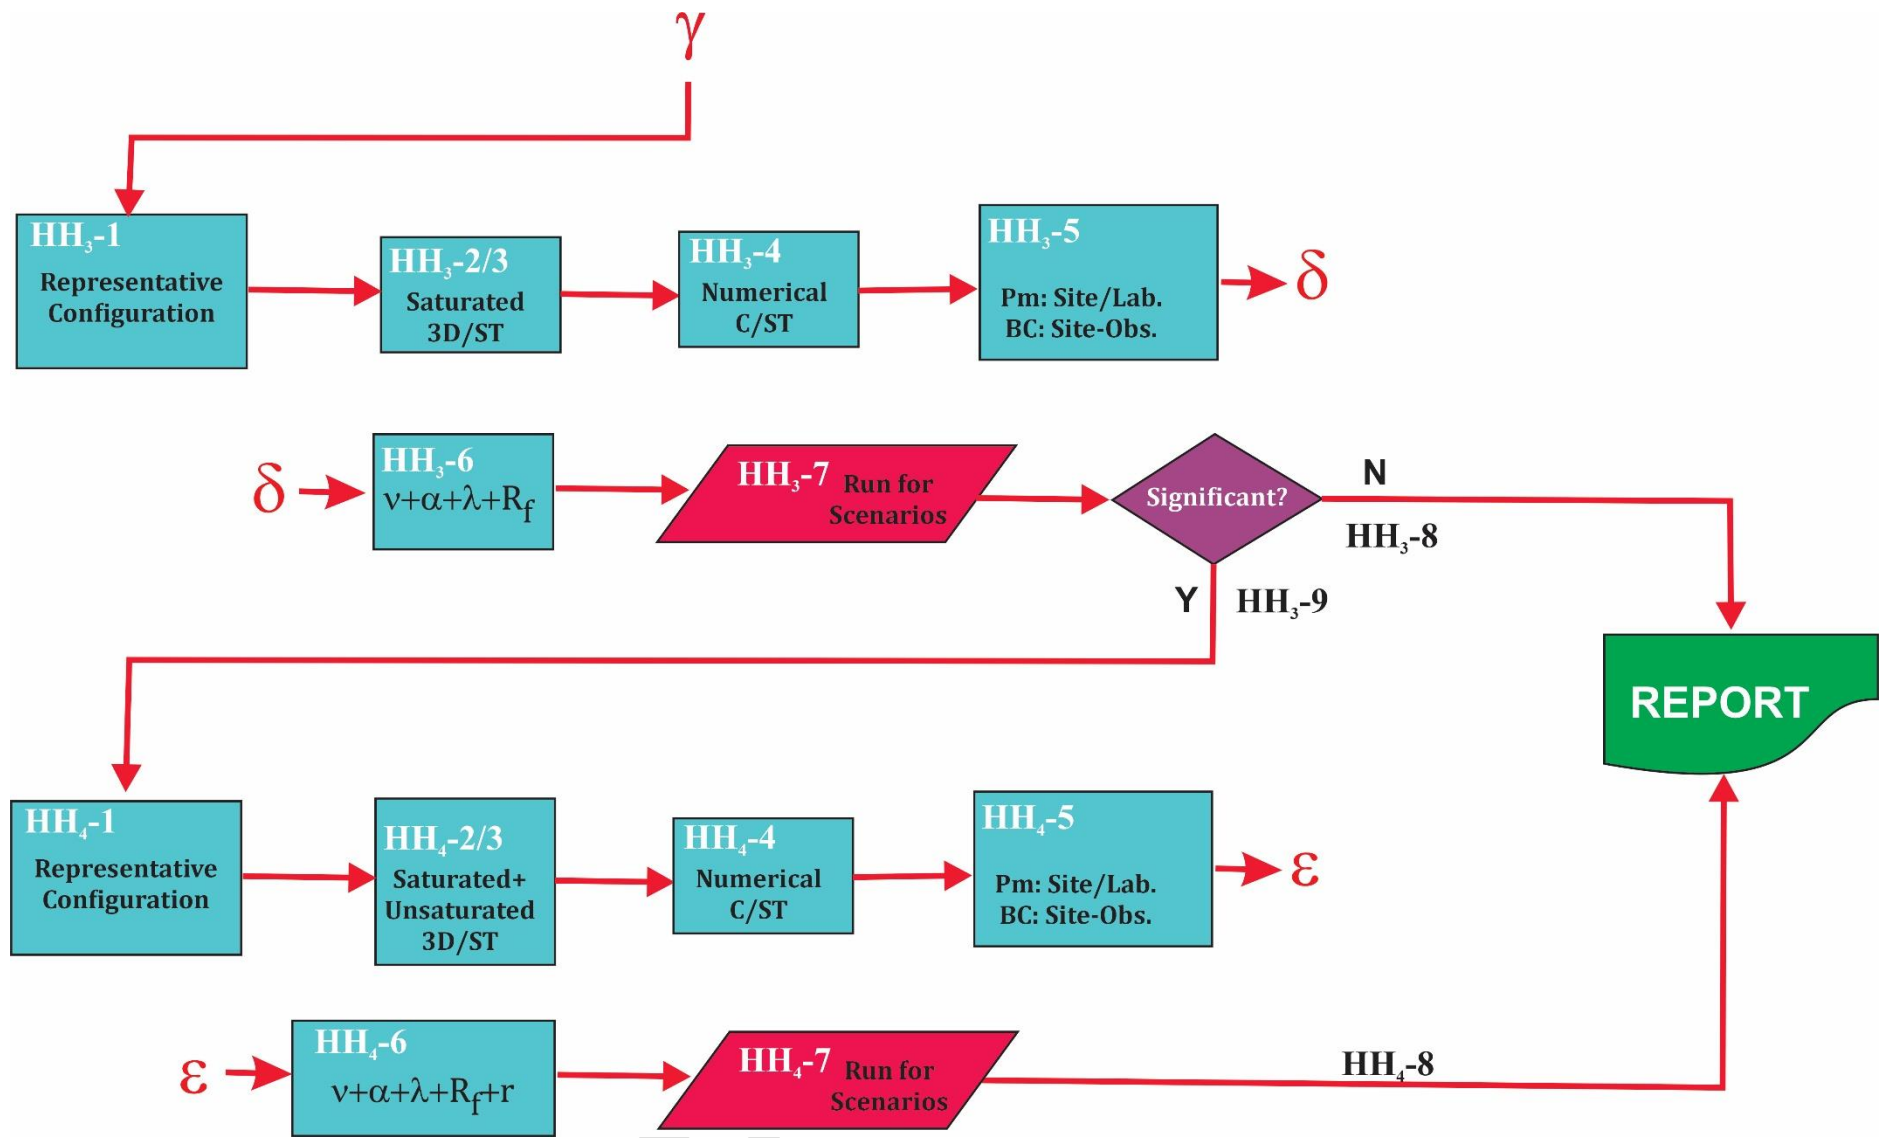 γ
HH₃-1
Representative
Configuration
HH₃-2/3
Saturated
3D/ST
HH₃-4
Numerical
C/ST
HH₃-5
Pm: Site/Lab.
BC: Site-Obs.
δ
δ
HH₃-6
ν+α+λ+R_f
HH₃-7
Run for
Scenarios
Significant?
N
HH₃-8
Y
HH₃-9
REPORT
HH₄-1
Representative
Configuration
HH₄-2/3
Saturated+
Unsaturated
3D/ST
HH₄-4
Numerical
C/ST
HH₄-5
Pm: Site/Lab.
BC: Site-Obs.
ε
ε
HH₄-6
ν+α+λ+R_f+r
HH₄-7
Run for
Scenarios
HH₄-8